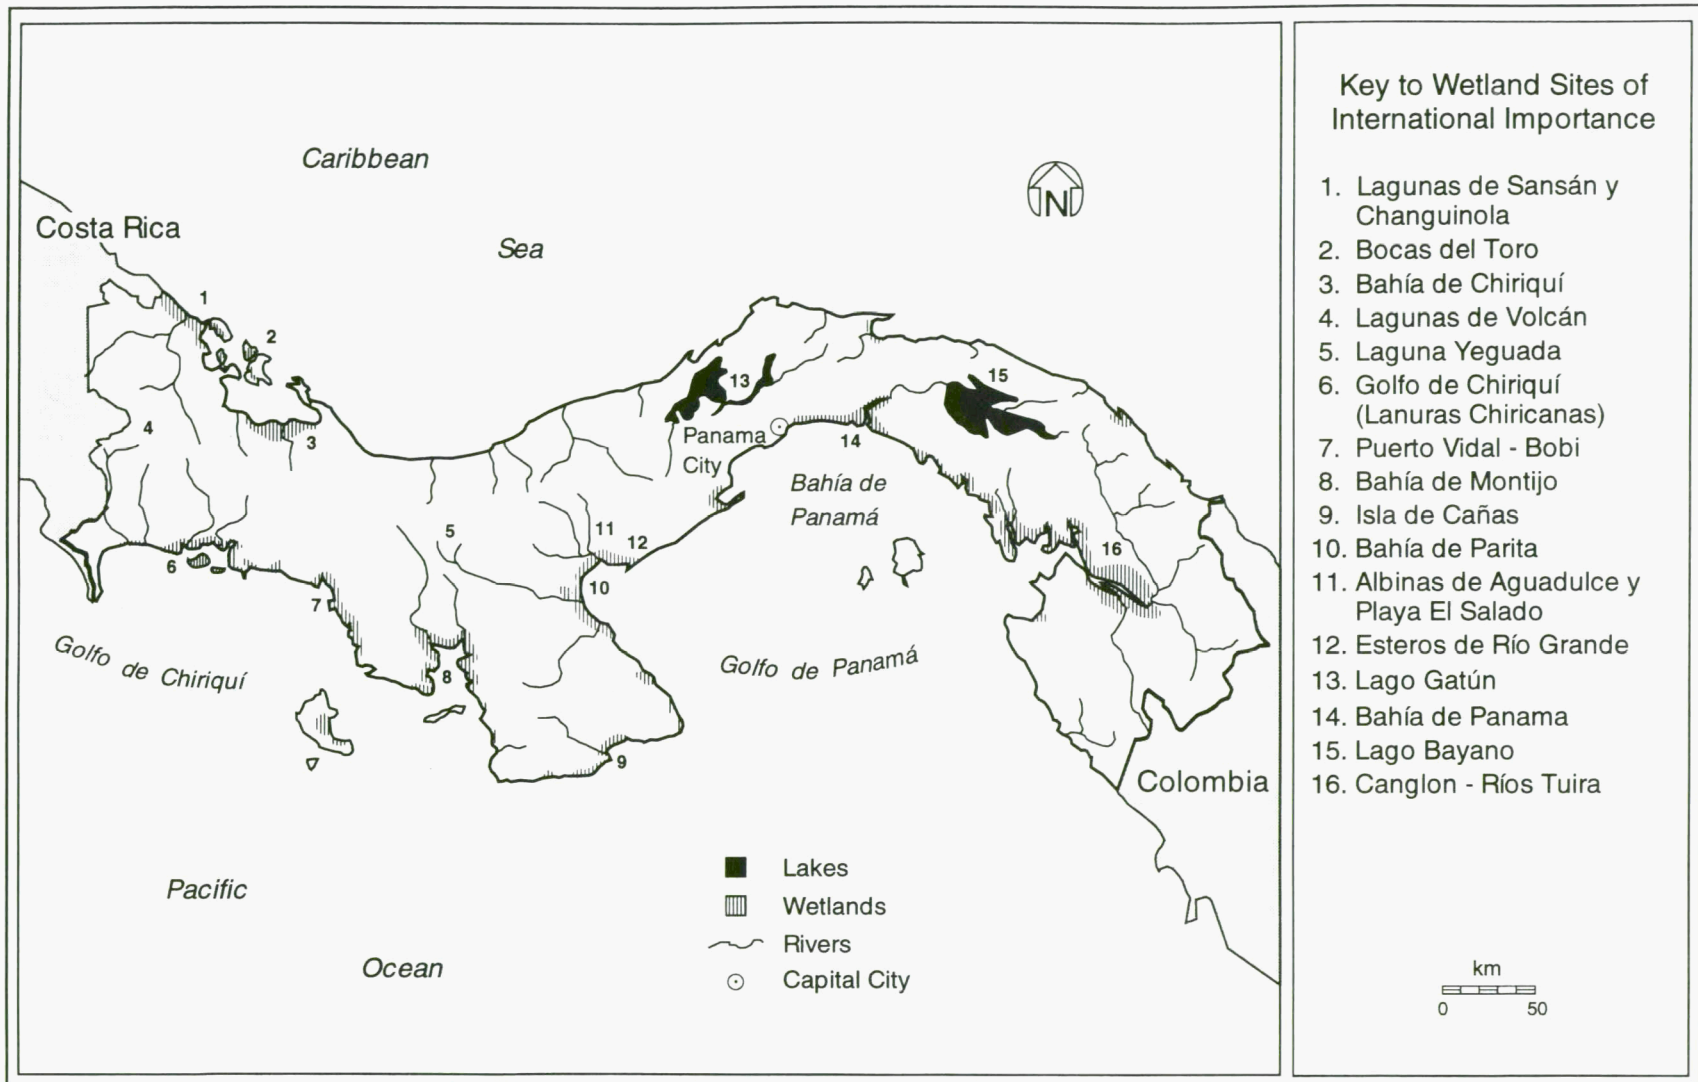 Caribbean
Sea
Costa Rica
N
1
2
3
4
5
6
7
8
9
10
11
12
13
14
15
16
Panama
City
Bahía de
Panamá
Golfo de Chiriquí
Golfo de Panamá
Colombia
Pacific
Ocean
Lakes
Wetlands
Rivers
Capital City
Key to Wetland Sites of
International Importance
1. Lagunas de Sansán y
Changuinola
2. Bocas del Toro
3. Bahía de Chiriquí
4. Lagunas de Volcán
5. Laguna Yeguada
6. Golfo de Chiriquí
(Lanuras Chiricanas)
7. Puerto Vidal - Bobi
8. Bahía de Montijo
9. Isla de Cañas
10. Bahía de Parita
11. Albinas de Aguadulce y
Playa El Salado
12. Esteros de Río Grande
13. Lago Gatún
14. Bahía de Panama
15. Lago Bayano
16. Canglon - Ríos Tuira
km
0 50